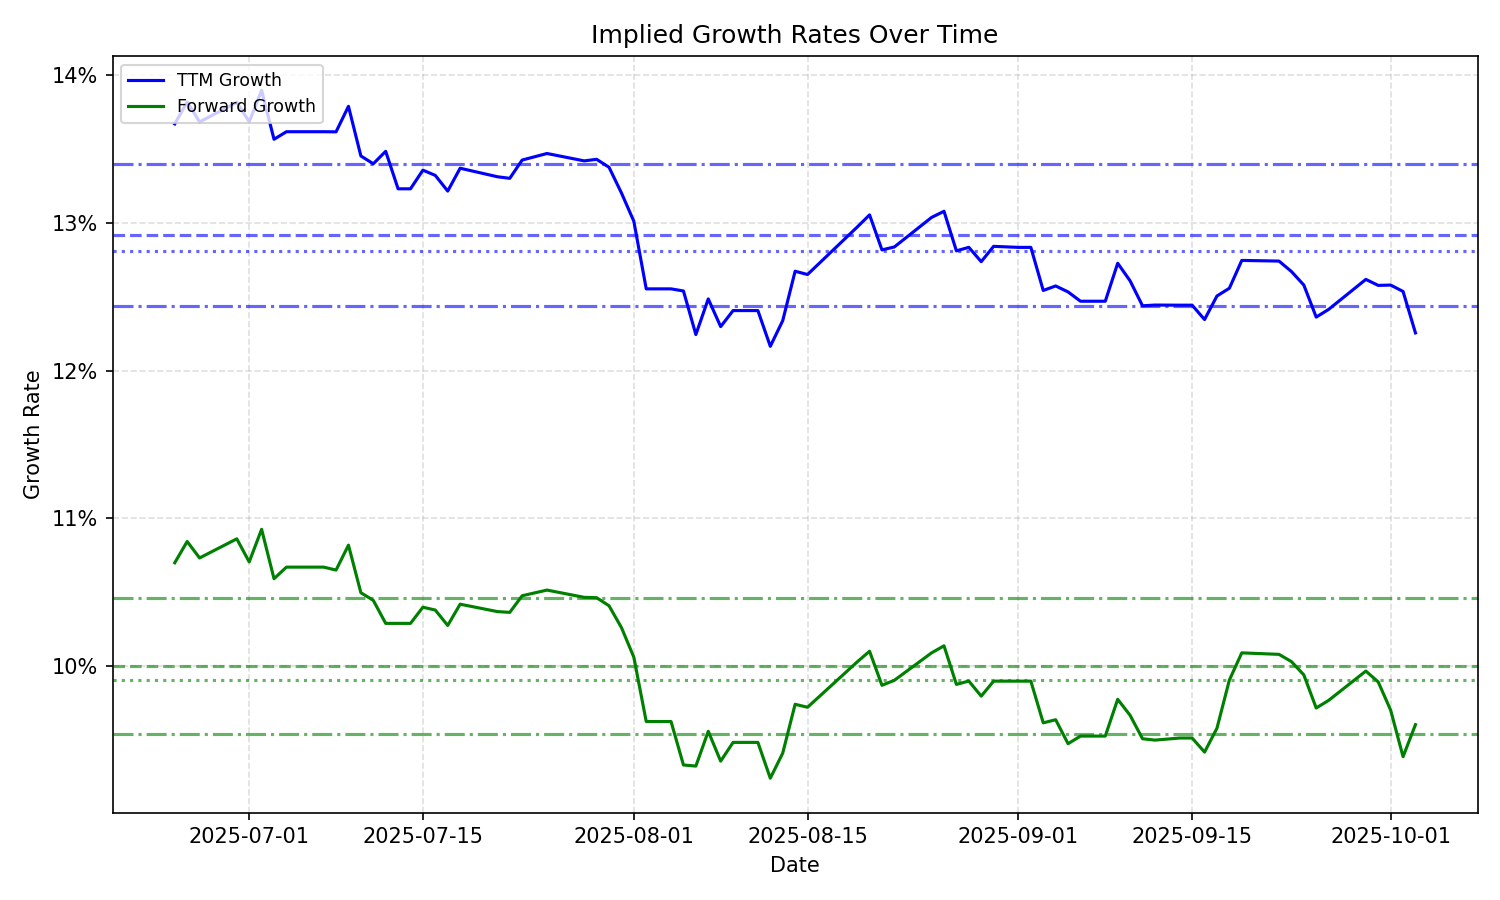 Implied Growth Rates Over Time
TTM Growth
Forward Growth
14%
13%
12%
11%
10%
Growth Rate
2025-07-01
2025-07-15
2025-08-01
2025-08-15
2025-09-01
2025-09-15
2025-10-01
Date